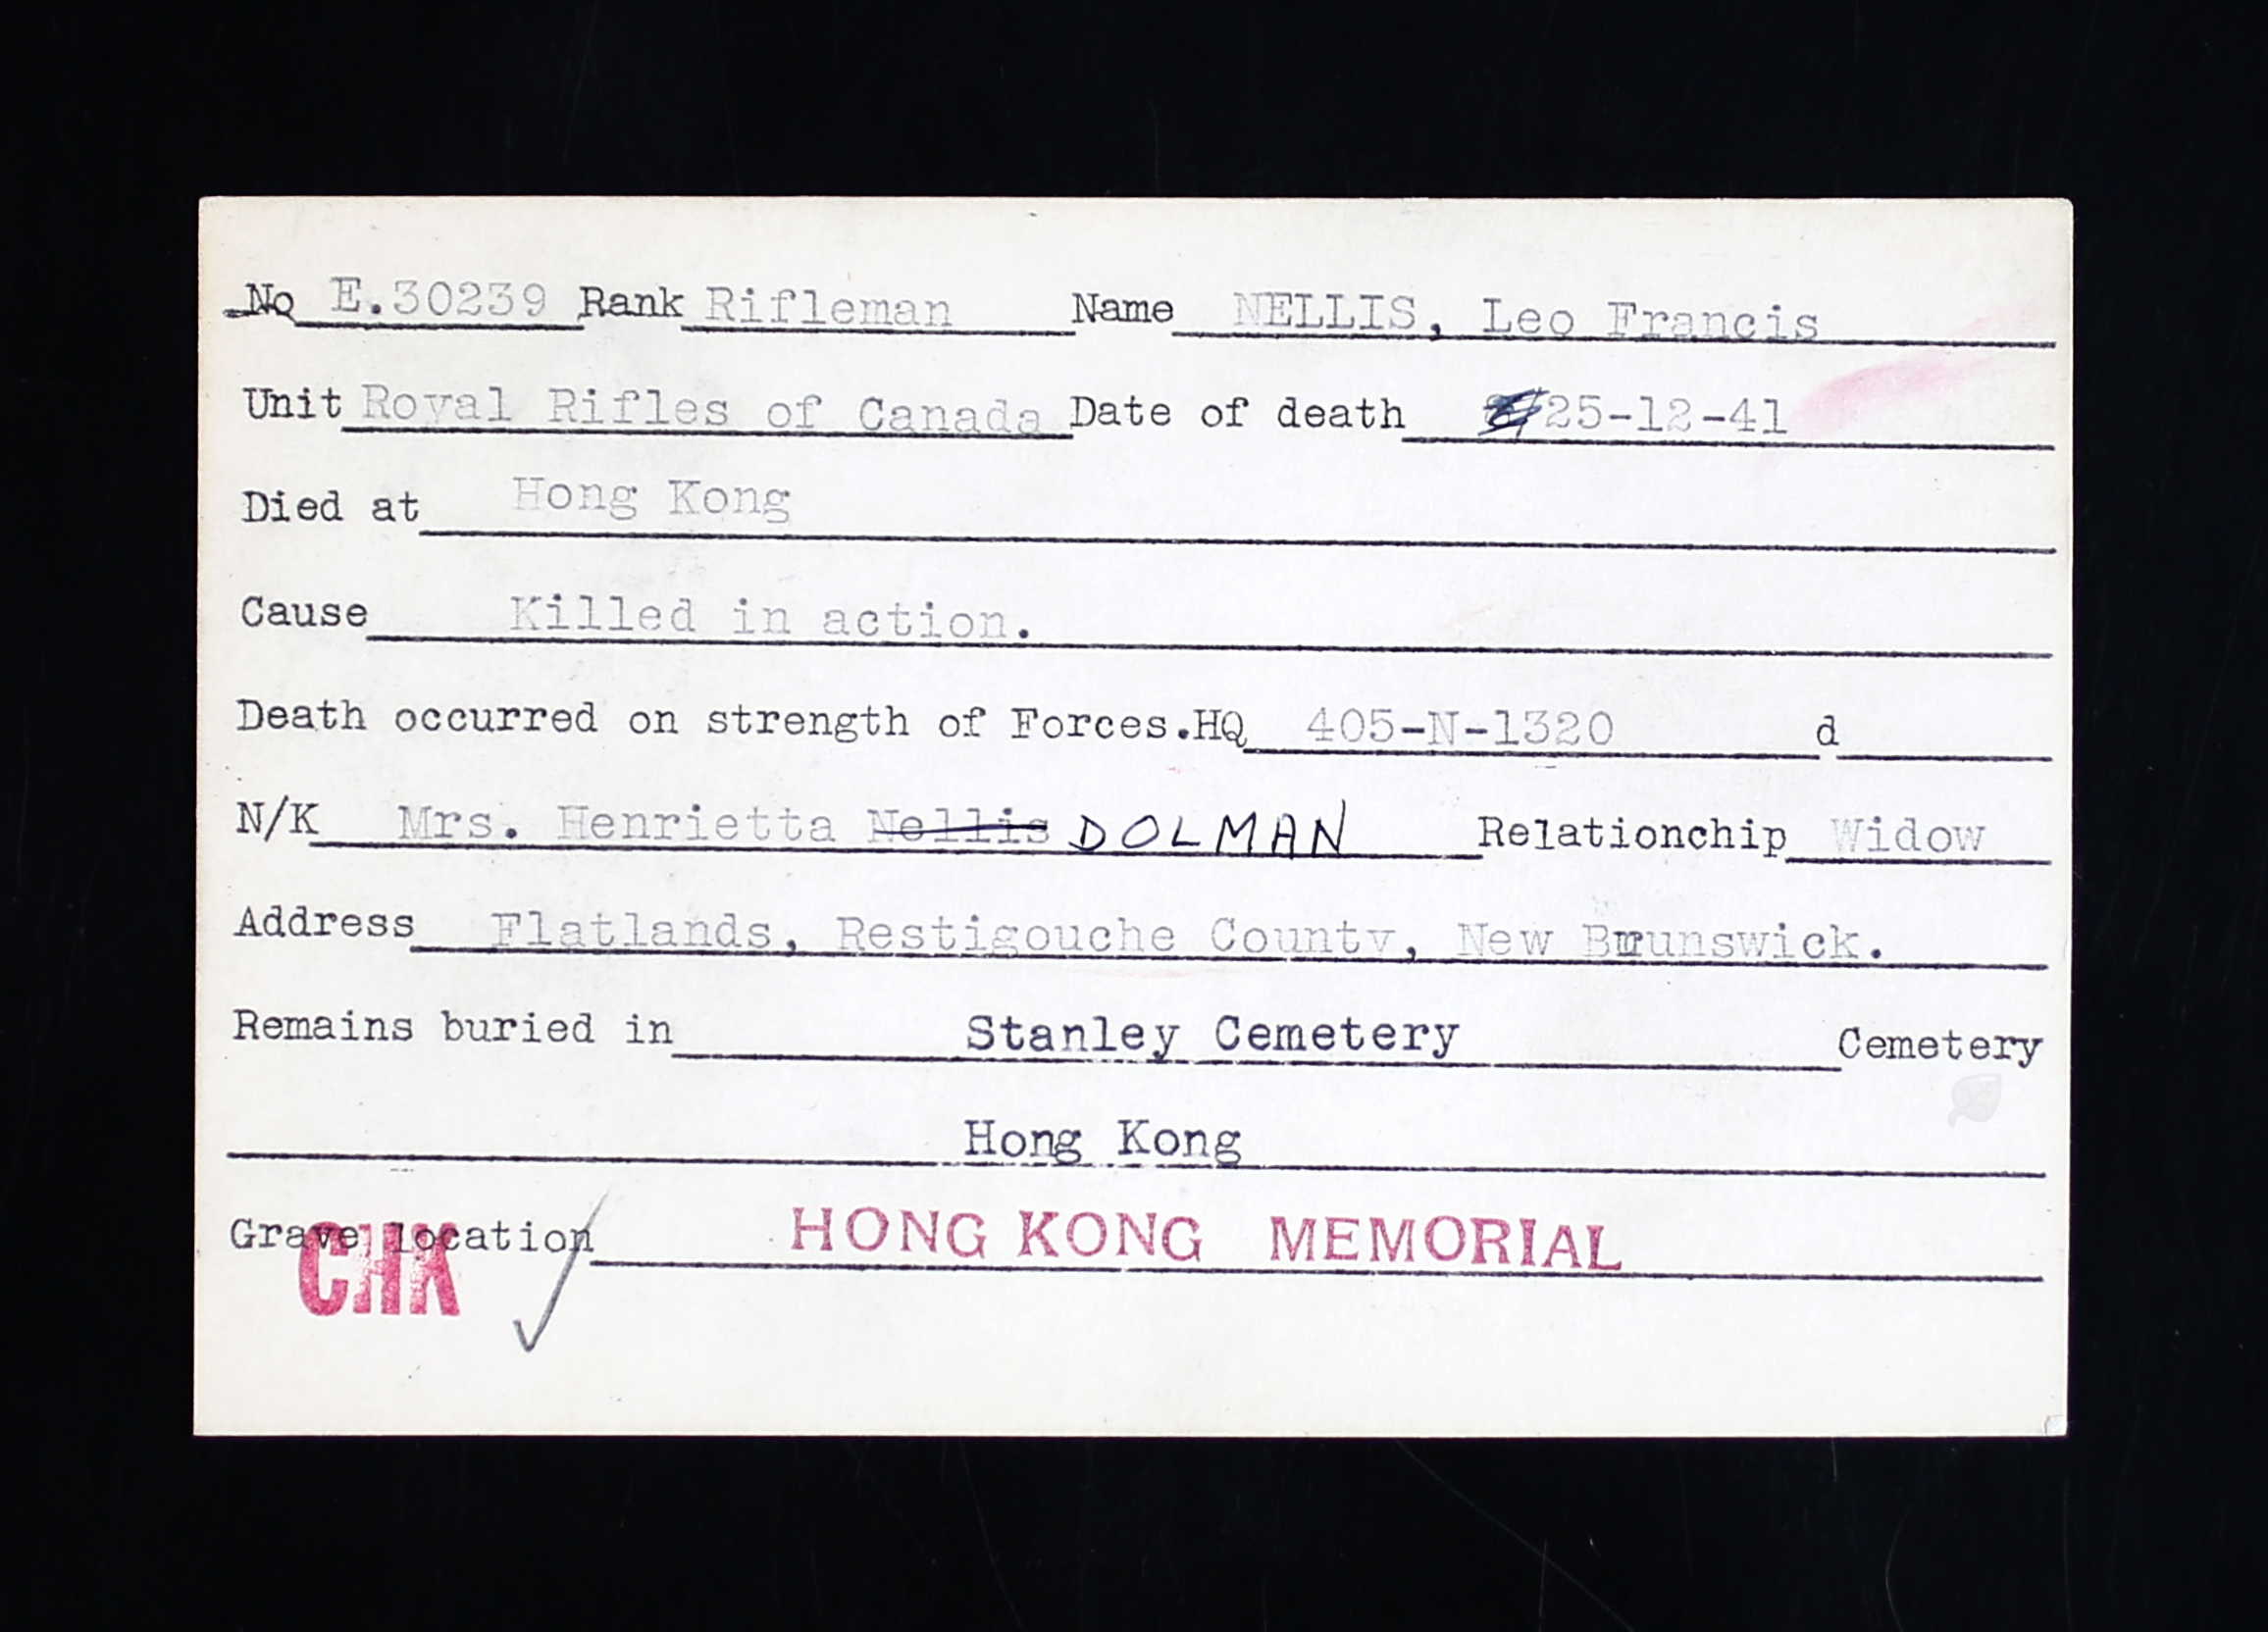 No E.30239 Rank Rifleman Name NELLIS, Leo Francis
Unit Royal Rifles of Canada Date of death 25-12-41
Died at Hong Kong
Cause Killed in action.
Death occurred on strength of Forces.HQ 405-N-1320 d
N/K Mrs. Henrietta Nellis DOLMAN Relationchip Widow
Address Flatlands, Restigouche County, New Brunswick.
Remains buried in Stanley Cemetery Cemetery
Hong Kong
Grave location HONG KONG MEMORIAL
CHK